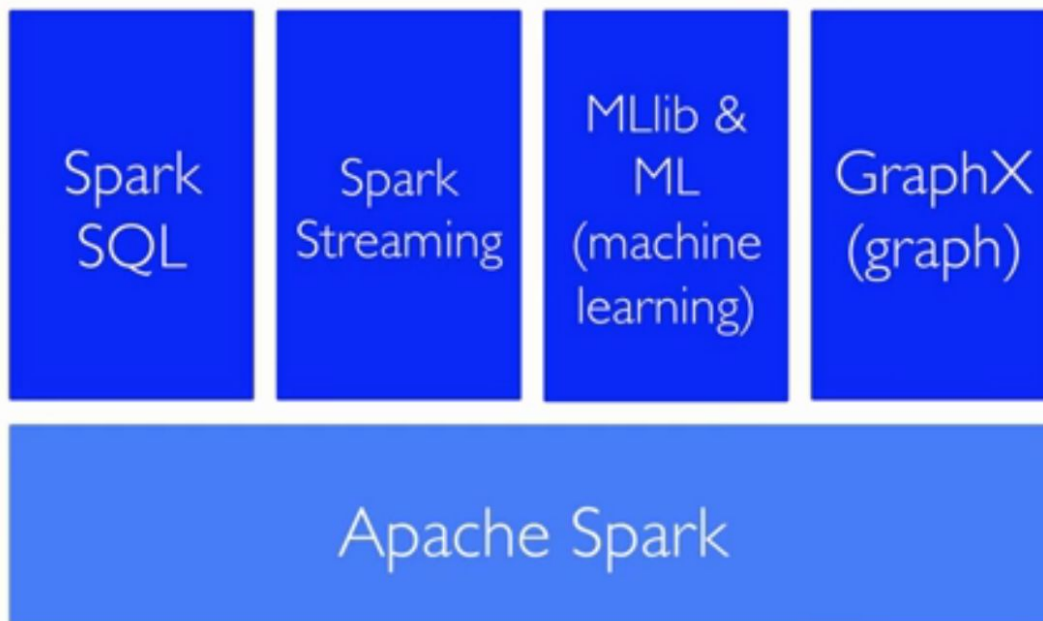 Spark
SQL
Spark
Streaming
MLlib &
ML
(machine
learning)
GraphX
(graph)
Apache Spark